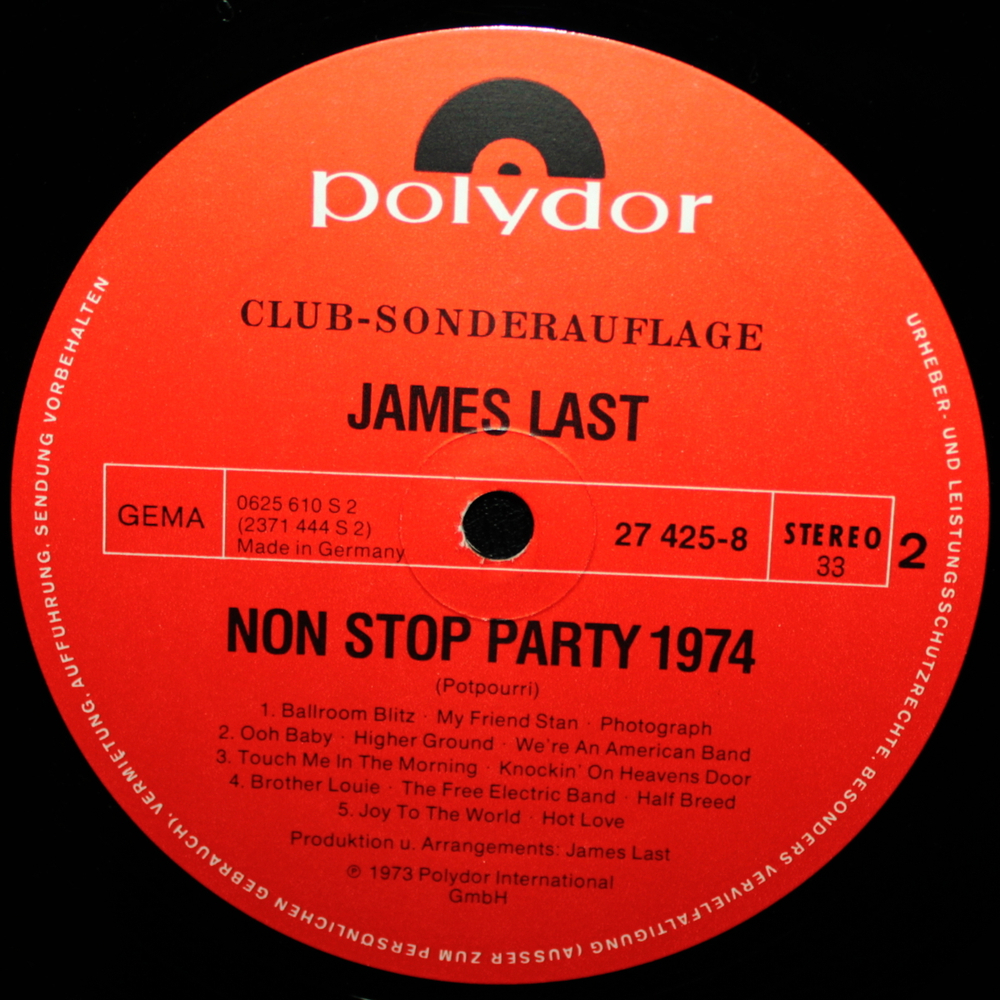 polydor
CLUB-SONDERAUFLAGE
JAMES LAST
GEMA
0625 610 S 2
(2371 444 S 2)
Made in Germany
27 425-8
STEREO
33
2
NON STOP PARTY 1974
(Potpourri)
1. Ballroom Blitz · My Friend Stan · Photograph
2. Ooh Baby · Higher Ground · We're An American Band
3. Touch Me In The Morning · Knockin' On Heavens Door
4. Brother Louie · The Free Electric Band · Half Breed
5. Joy To The World · Hot Love
Produktion u. Arrangements: James Last
℗ 1973 Polydor International
GmbH
URHEBER- UND LEISTUNGSSCHUTZRECHTE, BESONDERS VERVIELFÄLTIGUNG (AUSSER ZUM PERSÖNLICHEN GEBRAUCH), VERMIETUNG, AUFFÜHRUNG, SENDUNG VORBEHALTEN